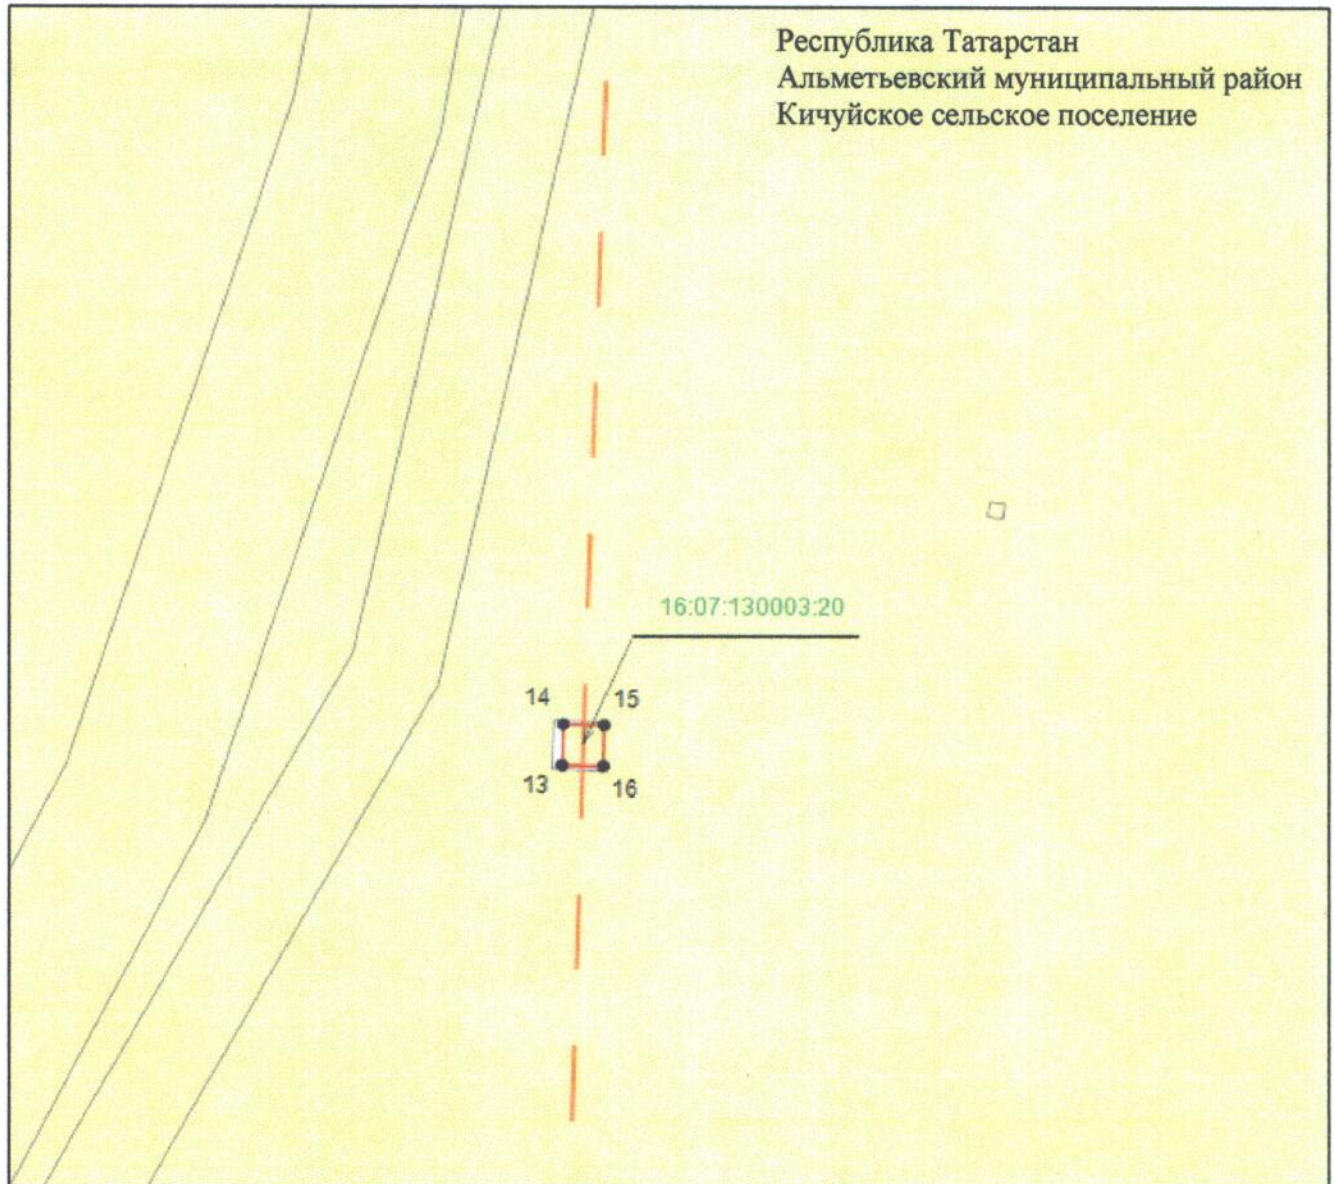 Республика Татарстан
Альметьевский муниципальный район
Кичуйское сельское поселение
16:07:130003:20
14
15
13
16